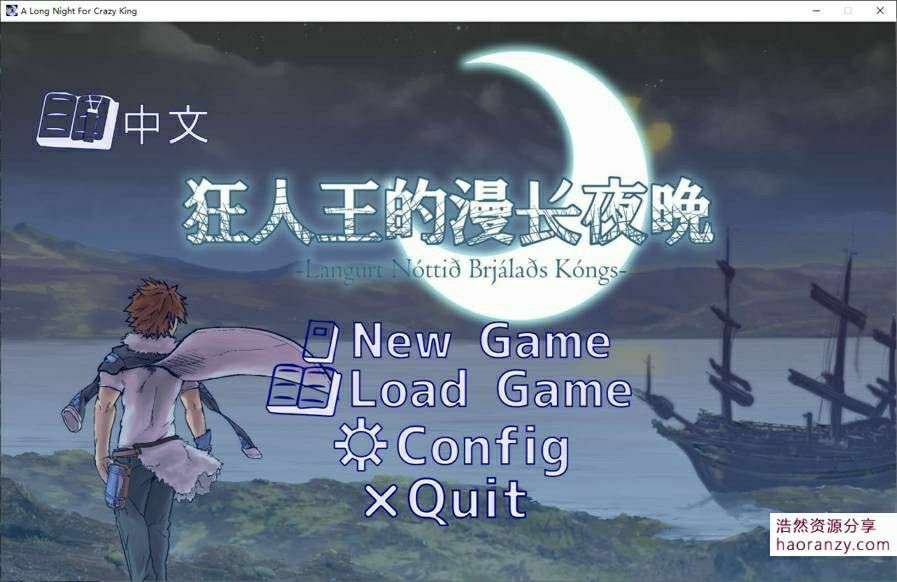 A Long Night For Crazy King
中文
狂人王的漫长夜晚
-Langurt Nóttið Brjálaðs Kóngs-
New Game
Load Game
Config
Quit
浩然资源分享
haoranzy.com